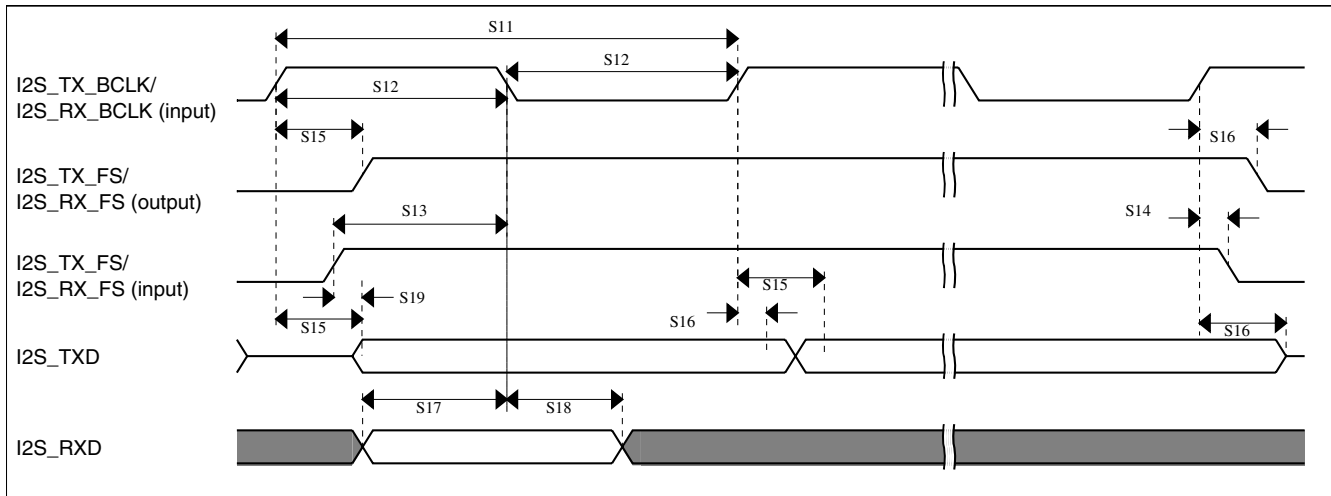 S11
I2S_TX_BCLK/
I2S_RX_BCLK (input)
S12
S12
S15
S16
I2S_TX_FS/
I2S_RX_FS (output)
S13
S14
I2S_TX_FS/
I2S_RX_FS (input)
S15
S19
S15
S16
S16
I2S_TXD
S17
S18
I2S_RXD